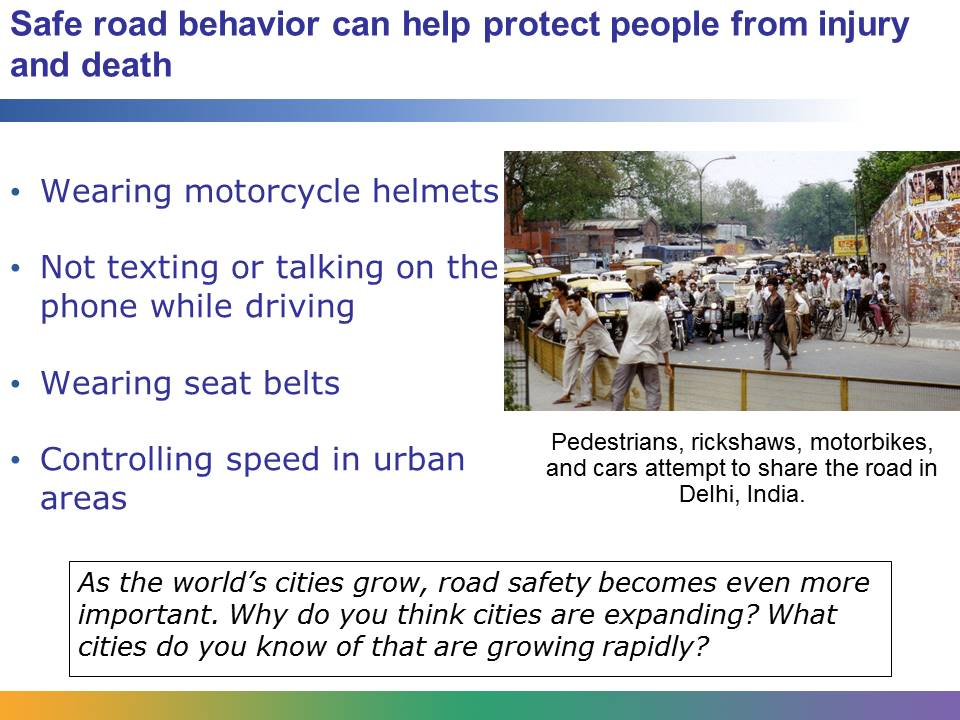 Safe road behavior can help protect people from injury
and death
• Wearing motorcycle helmets
• Not texting or talking on the
phone while driving
• Wearing seat belts
• Controlling speed in urban
areas
Pedestrians, rickshaws, motorbikes,
and cars attempt to share the road in
Delhi, India.
As the world’s cities grow, road safety becomes even more
important. Why do you think cities are expanding? What
cities do you know of that are growing rapidly?